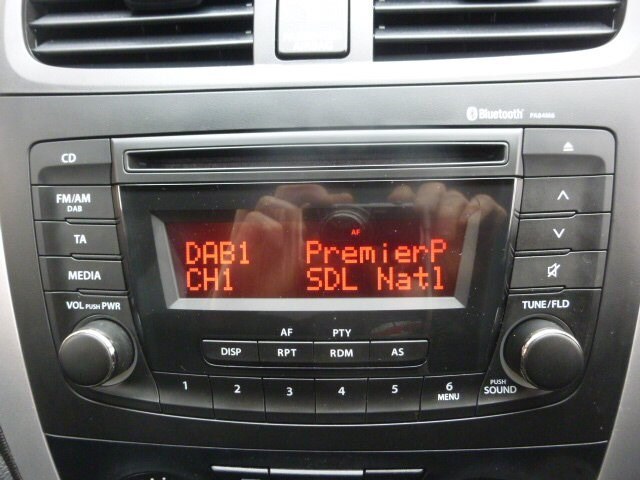 Bluetooth PA84M6
CD
FM/AM
DAB
TA
MEDIA
VOL PUSH PWR
AF
DAB1 PremierP
CH1 SDL Natl
TUNE/FLD
AF PTY
DISP RPT RDM AS
1 2 3 4 5 6
MENU
PUSH
SOUND